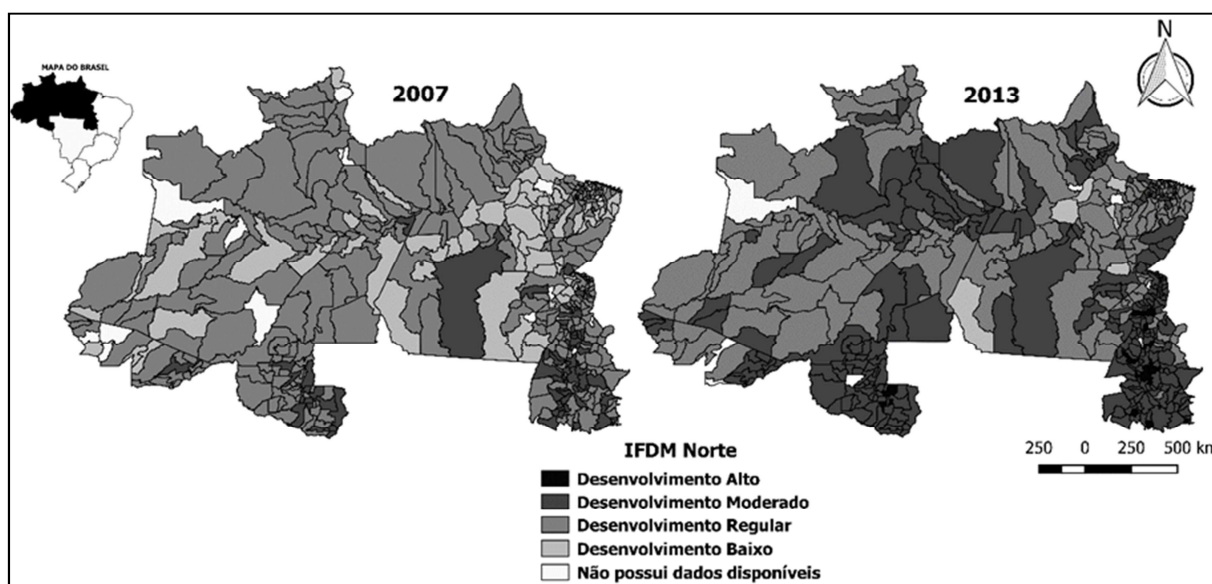 MAPA DO BRASIL
2007
2013
N
IFDM Norte
Desenvolvimento Alto
Desenvolvimento Moderado
Desenvolvimento Regular
Desenvolvimento Baixo
Não possui dados disponíveis
250 0 250 500 km